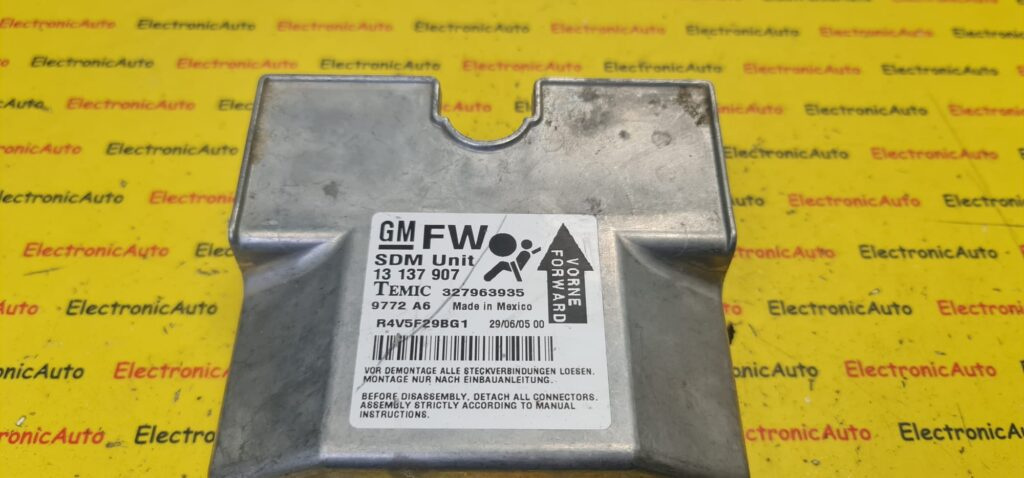 GM FW
SDM Unit
13 137 907
TEMIC 327963935
9772 A6 Made in Mexico
R4V5F29BG1 29/06/05 00
VORNE
FORWARD
VOR DEMONTAGE ALLE STECKVERBINDUNGEN LOESEN.
MONTAGE NUR NACH EINBAUANLEITUNG.
BEFORE DISASSEMBLY, DETACH ALL CONNECTORS.
ASSEMBLY STRICTLY ACCORDING TO MANUAL
INSTRUCTIONS.
ElectronicAuto